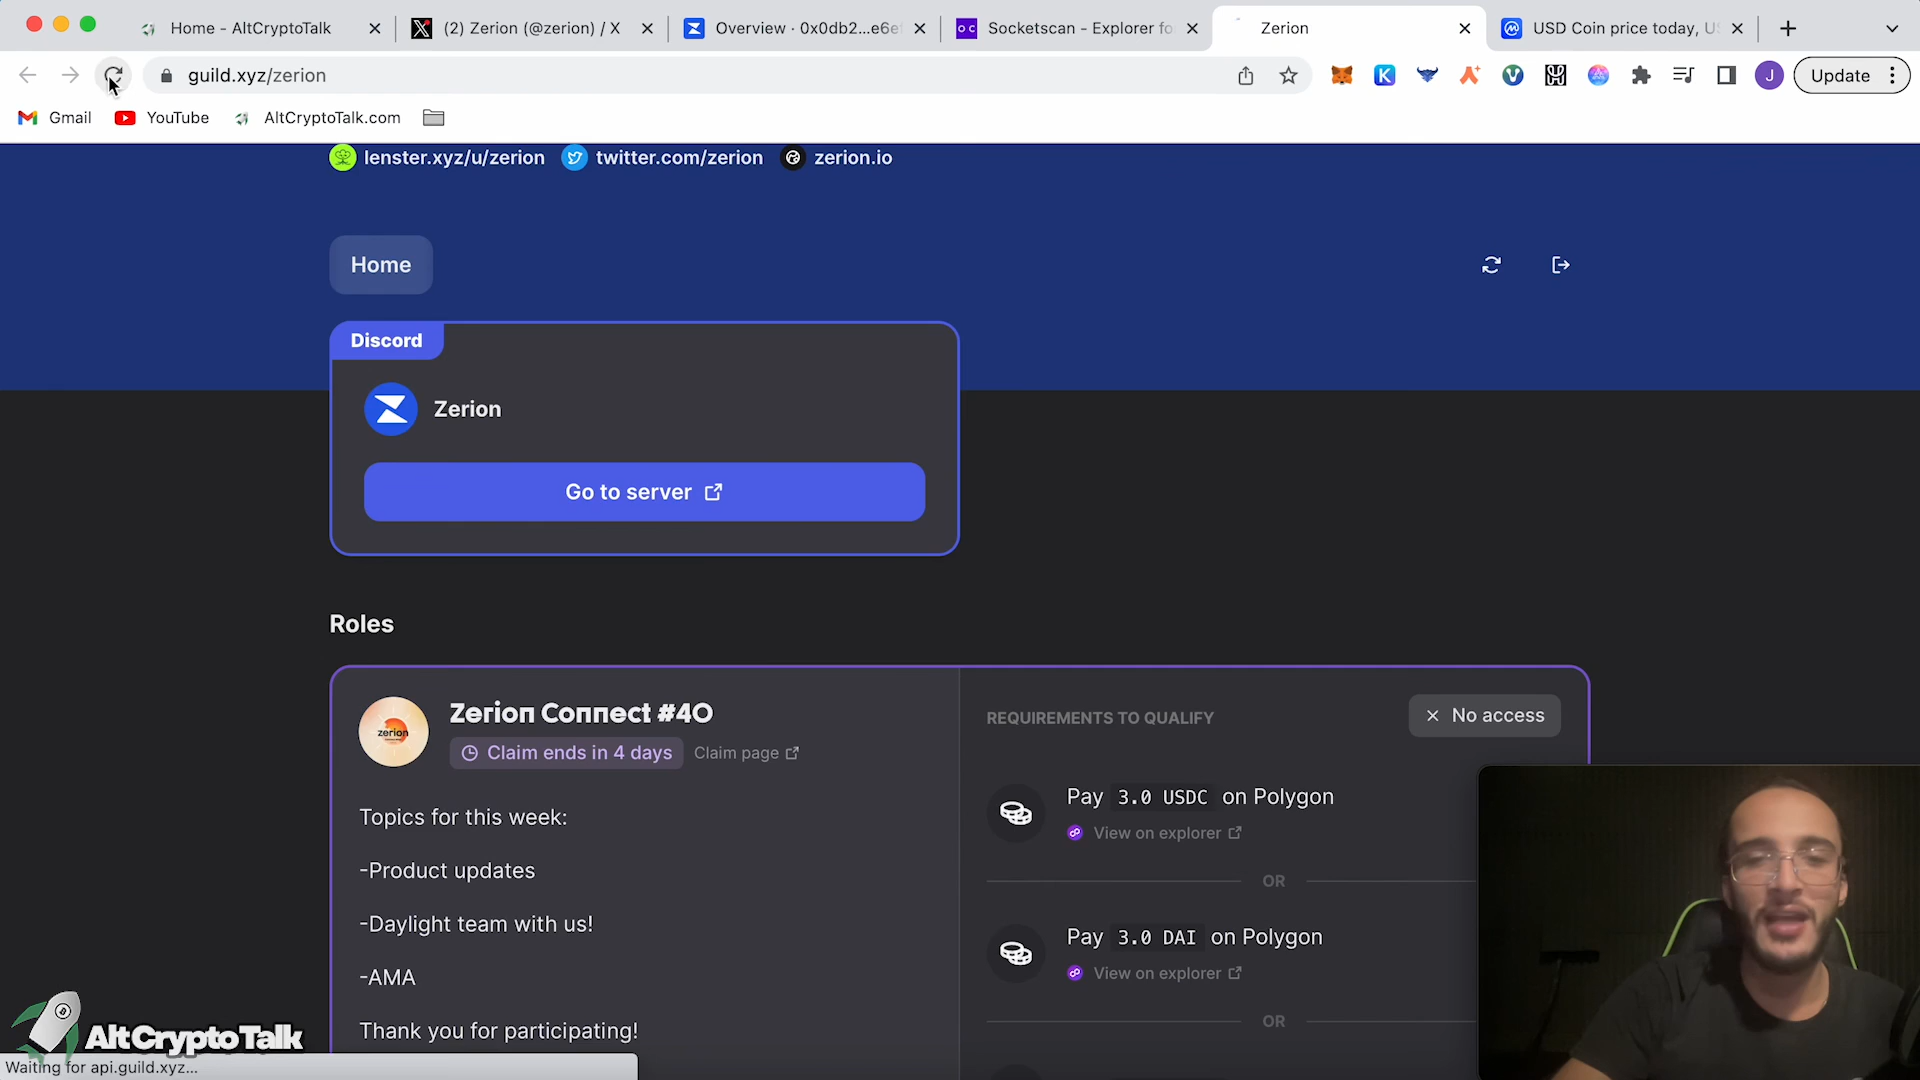 Home - AltCryptoTalk
(2) Zerion (@zerion) / X
Overview · 0x0db2...e6e
Socketscan - Explorer fo
Zerion
USD Coin price today, US
guild.xyz/zerion
J
Update
Gmail
YouTube
AltCryptoTalk.com
lenster.xyz/u/zerion
twitter.com/zerion
zerion.io
Home
Discord
Zerion
Go to server
Roles
zerion
Zerion Connect #40
Claim ends in 4 days
Claim page
Topics for this week:
-Product updates
-Daylight team with us!
-AMA
Thank you for participating!
REQUIREMENTS TO QUALIFY
No access
Pay 3.0 USDC on Polygon
View on explorer
OR
Pay 3.0 DAI on Polygon
View on explorer
OR
AltCryptoTalk
Waiting for api.guild.xyz...